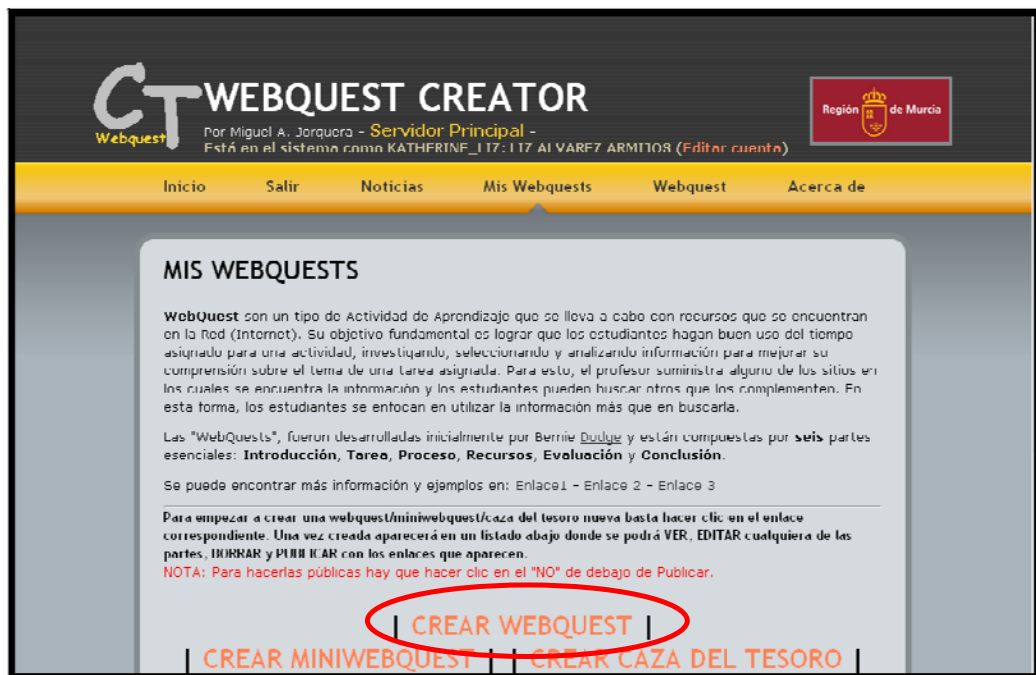 CT
Webquest
WEBQUEST CREATOR
Por Miguel A. Jorquera - Servidor Principal -
Está en el sistema como KATHERINE_LIZ: LIZ ALVAREZ ARMIJOS (Editar cuenta)
Región de Murcia
Inicio Salir Noticias Mis Webquests Webquest Acerca de
MIS WEBQUESTS
WebQuest son un tipo de Actividad de Aprendizaje que se lleva a cabo con recursos que se encuentran
en la Red (Internet). Su objetivo fundamental es lograr que los estudiantes hagan buen uso del tiempo
asignado para una actividad, investigando, seleccionando y analizando información para mejorar su
comprensión sobre el tema de una tarea asignada. Para esto, el profesor suministra alguno de los sitios en
los cuales se encuentra la información y los estudiantes pueden buscar otros que los complementen. En
esta forma, los estudiantes se enfocan en utilizar la información más que en buscarla.
Las "WebQuests", fueron desarrolladas inicialmente por Bernie Dodge y están compuestas por seis partes
esenciales: Introducción, Tarea, Proceso, Recursos, Evaluación y Conclusión.
Se puede encontrar más información y ejemplos en: Enlace1 - Enlace 2 - Enlace 3
Para empezar a crear una webquest/miniwebquest/caza del tesoro nueva basta hacer clic en el enlace
correspondiente. Una vez creada aparecerá en un listado abajo donde se podrá VER, EDITAR cualquiera de las
partes, BORRAR y PUBLICAR con los enlaces que aparecen.
NOTA: Para hacerlas públicas hay que hacer clic en el "NO" de debajo de Publicar.
| CREAR WEBQUEST |
| CREAR MINIWEBQUEST | | CREAR CAZA DEL TESORO |